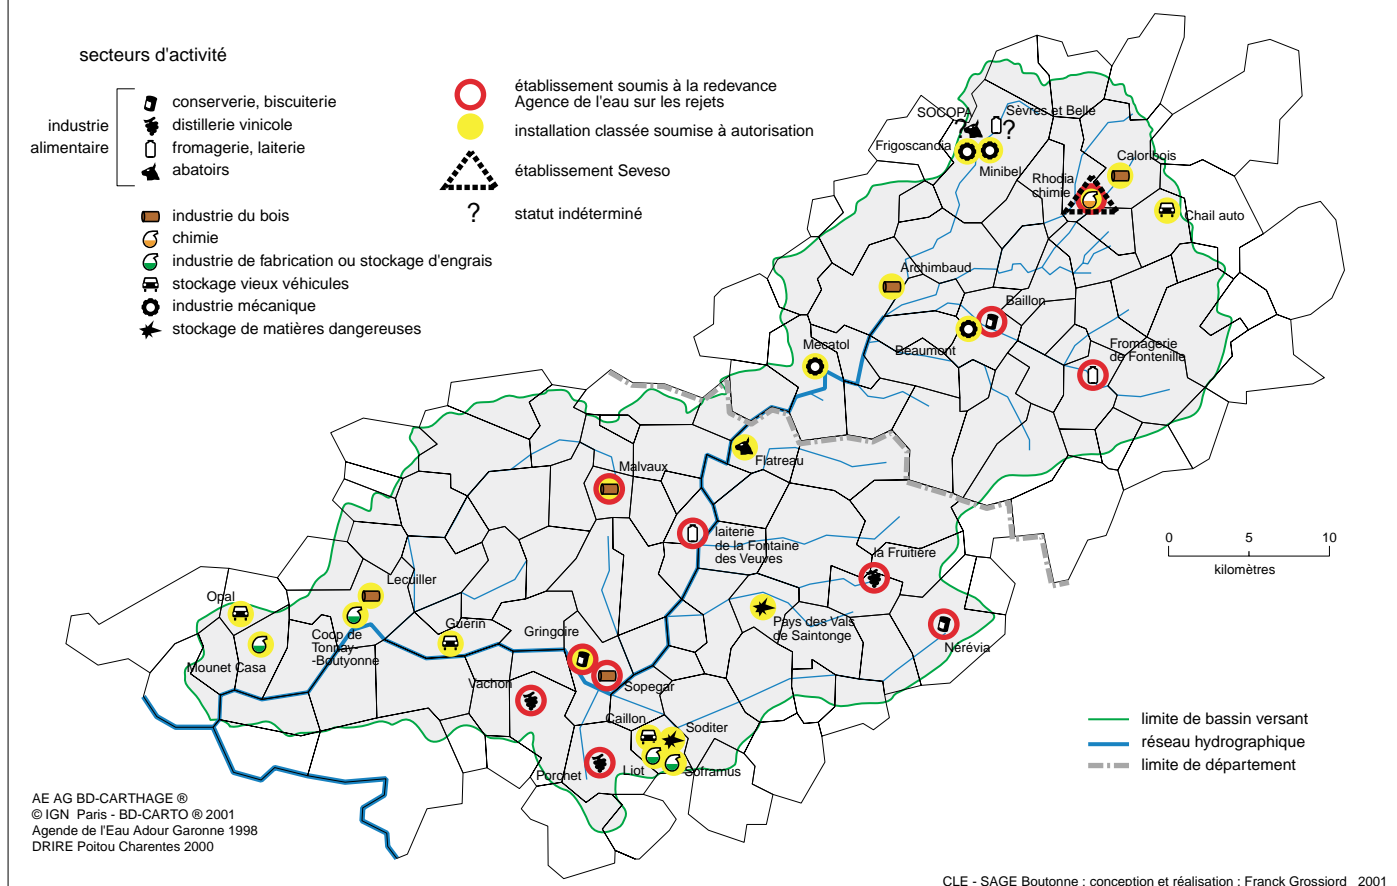 secteurs d'activité
industrie
alimentaire
conserverie, biscuiterie
distillerie vinicole
fromagerie, laiterie
abatoirs
industrie du bois
chimie
industrie de fabrication ou stockage d'engrais
stockage vieux véhicules
industrie mécanique
stockage de matières dangereuses
établissement soumis à la redevance
Agence de l'eau sur les rejets
installation classée soumise à autorisation
établissement Seveso
? statut indéterminé
SOCOPA
?
Sèvres et Belle
?
Frigoscandia
Minibel
Caloribois
Rhodia
chimie
Chail auto
Archimbaud
Baillon
Beaumont
Mecatol
Fromagerie
de Fontenille
Flatreau
Malvaux
laiterie
de la Fontaine
des Veuves
la Fruitière
Pays des Vals
de Saintonge
Nérévia
Lecuiller
Opal
Mounet Casa
Coop de
Tonnay-
-Boutyonne
Guérin
Gringoire
Sopegar
Vachon
Caillon
Soditer
Porchet
Liot
Soframus
0 5 10
kilomètres
limite de bassin versant
réseau hydrographique
limite de département
AE AG BD-CARTHAGE ®
© IGN Paris - BD-CARTO ® 2001
Agende de l'Eau Adour Garonne 1998
DRIRE Poitou Charentes 2000
CLE - SAGE Boutonne : conception et réalisation : Franck Grossiord 2001